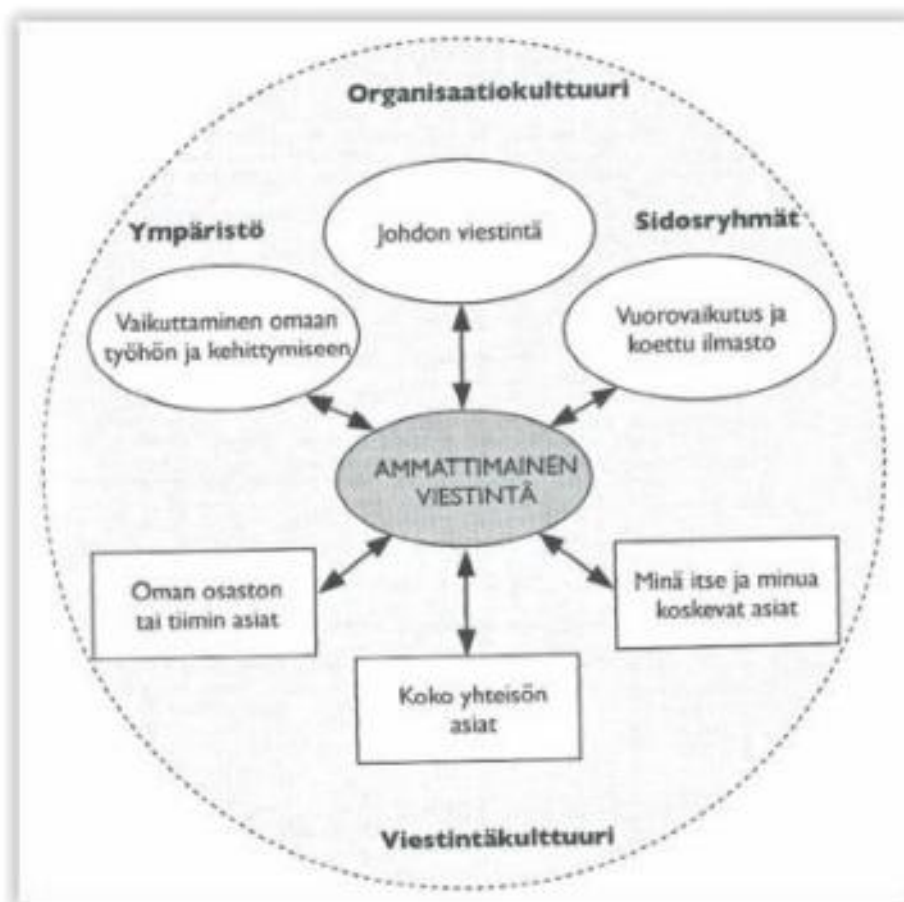 Organisaatiokulttuuri
Ympäristö
Johdon viestintä
Sidosryhmät
Vaikuttaminen omaan
työhön ja kehittymiseen
Vuorovaikutus ja
koettu ilmasto
AMMATTIMAINEN
VIESTINTÄ
Oman osaston
tai tiimin asiat
Minä itse ja minua
koskevat asiat
Koko yhteisön
asiat
Viestintäkulttuuri